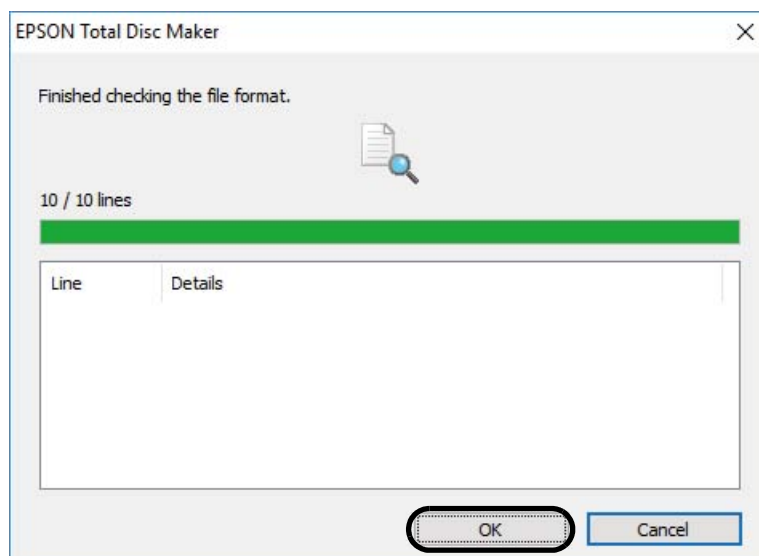 EPSON Total Disc Maker
Finished checking the file format.
10 / 10 lines
Line Details
OK Cancel